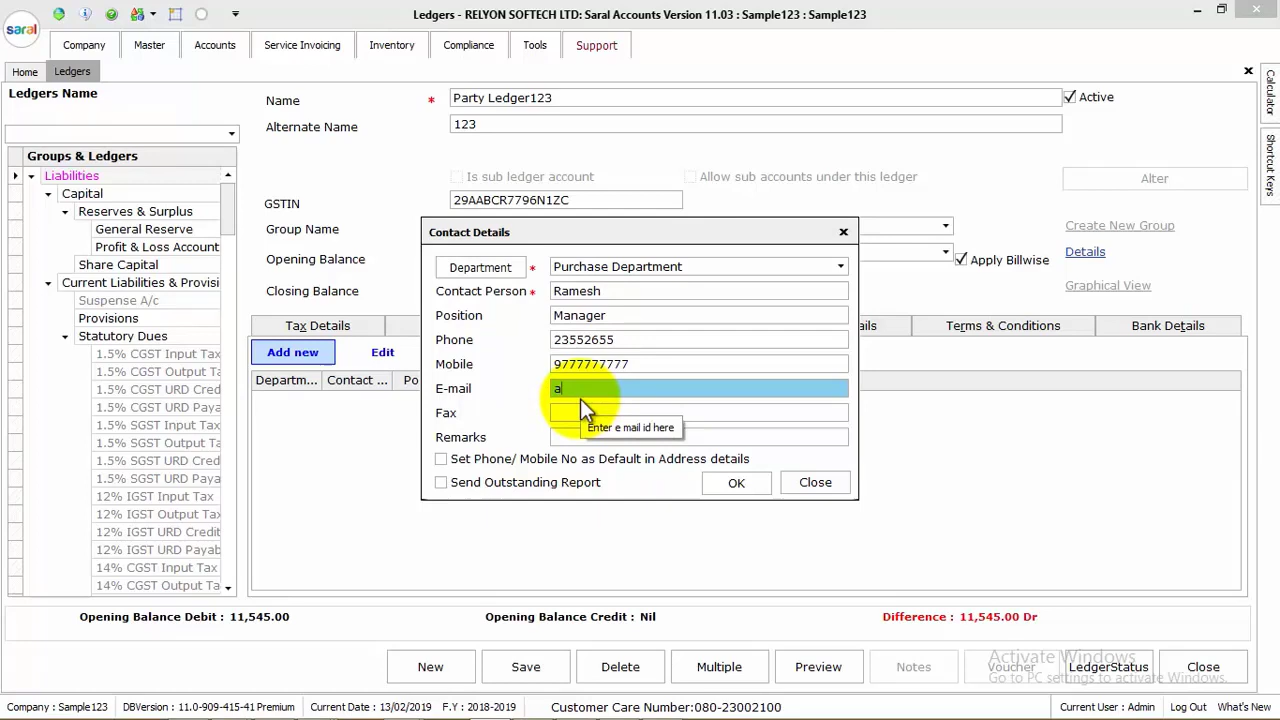 Ledgers - RELYON SOFTECH LTD: Saral Accounts Version 11.03 : Sample123 : Sample123
saral
Company Master Accounts Service Invoicing Inventory Compliance Tools Support
Home Ledgers
Calculator
Shortcut Keys
Ledgers Name
Groups & Ledgers
Liabilities
Capital
Reserves & Surplus
General Reserve
Profit & Loss Account
Share Capital
Current Liabilities & Provisi
Suspense A/c
Provisions
Statutory Dues
1.5% CGST Input Tax
1.5% CGST Output Ta
1.5% CGST URD Credi
1.5% CGST URD Paya
1.5% SGST Input Tax
1.5% SGST Output Ta
1.5% SGST URD Credi
1.5% SGST URD Paya
12% IGST Input Tax
12% IGST Output Tax
12% IGST URD Credit
12% IGST URD Payab
14% CGST Input Tax
14% CGST Output Ta
Name * Party Ledger123 Active
Alternate Name 123
Is sub ledger account Allow sub accounts under this ledger Alter
GSTIN 29AABCR7796N1ZC
Group Name Create New Group
Opening Balance Apply Billwise Details
Closing Balance Graphical View
Tax Details ails Terms & Conditions Bank Details
Add new Edit
Departm... Contact ... Po
Contact Details
Department * Purchase Department
Contact Person * Ramesh
Position Manager
Phone 23552655
Mobile 9777777777
E-mail a
Fax
Enter e mail id here
Remarks
Set Phone/ Mobile No as Default in Address details
Send Outstanding Report OK Close
Opening Balance Debit : 11,545.00 Opening Balance Credit : Nil Difference : 11,545.00 Dr
New Save Delete Multiple Preview Notes Voucher LedgerStatus Close
Activate Windows
Go to PC settings to activate Windows.
Company : Sample123 DBVersion : 11.0-909-415-41 Premium Current Date : 13/02/2019 F.Y : 2018-2019 Customer Care Number:080-23002100 Current User : Admin Log Out What's New